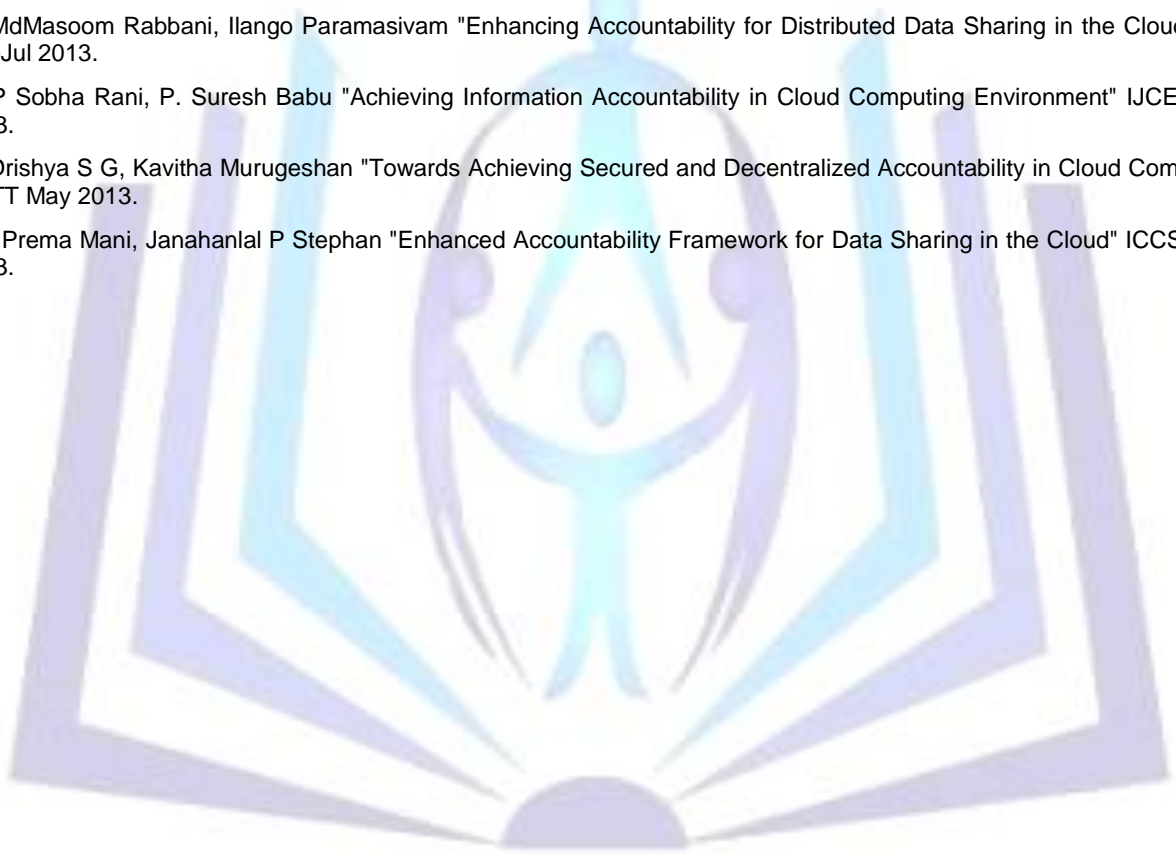 MdMasoom Rabbani, Ilango Paramasivam "Enhancing Accountability for Distributed Data Sharing in the Cloud
Jul 2013.
P Sobha Rani, P. Suresh Babu "Achieving Information Accountability in Cloud Computing Environment" IJCE
3.
Drishya S G, Kavitha Murugeshan "Towards Achieving Secured and Decentralized Accountability in Cloud Com
TT May 2013.
Prema Mani, Janahanlal P Stephan "Enhanced Accountability Framework for Data Sharing in the Cloud" ICCS
3.